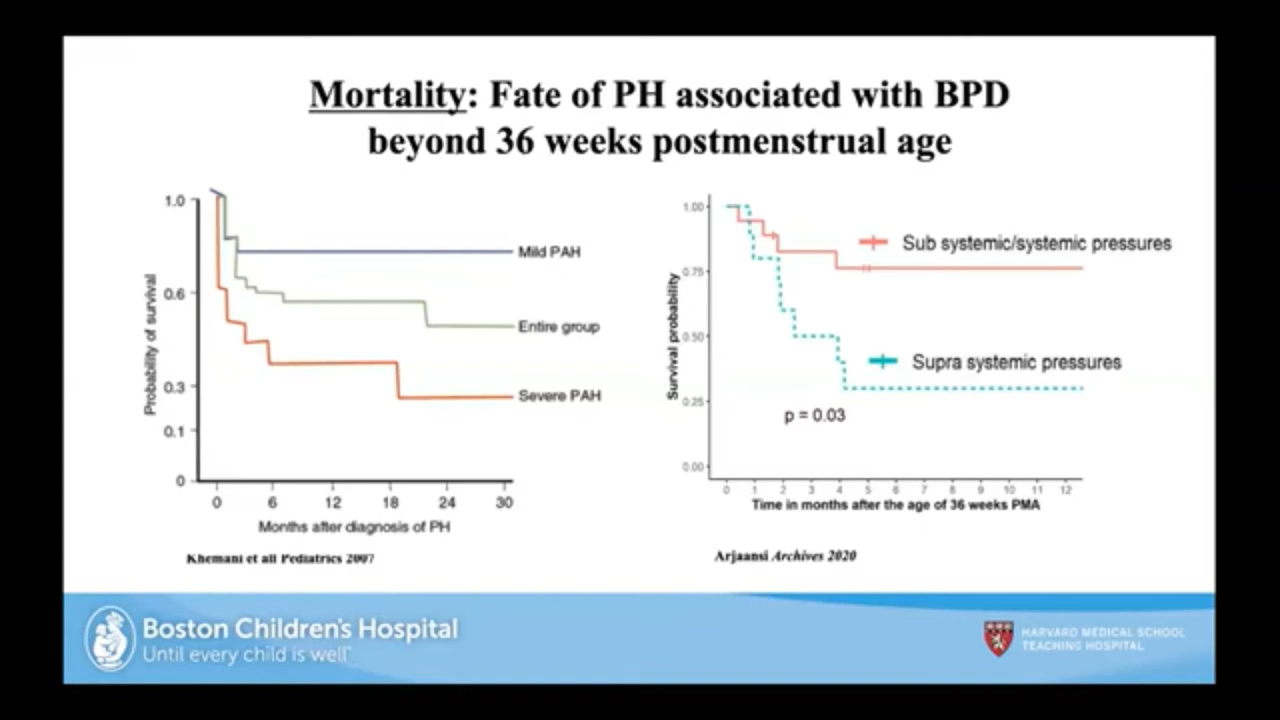 Mortality: Fate of PH associated with BPD
beyond 36 weeks postmenstrual age
1.0
0.6
0.3
0.1
0
Probability of survival
Mild PAH
Entire group
Severe PAH
0 6 12 18 24 30
Months after diagnosis of PH
Khemani et all Pediatrics 2007
1.00
0.75
0.50
0.25
0.00
Survival probability
Sub systemic/systemic pressures
Supra systemic pressures
p = 0.03
0 1 2 3 4 5 6 7 8 9 10 11 12
Time in months after the age of 36 weeks PMA
Arjaansi Archives 2020
Boston Children's Hospital
Until every child is well
HARVARD MEDICAL SCHOOL
TEACHING HOSPITAL